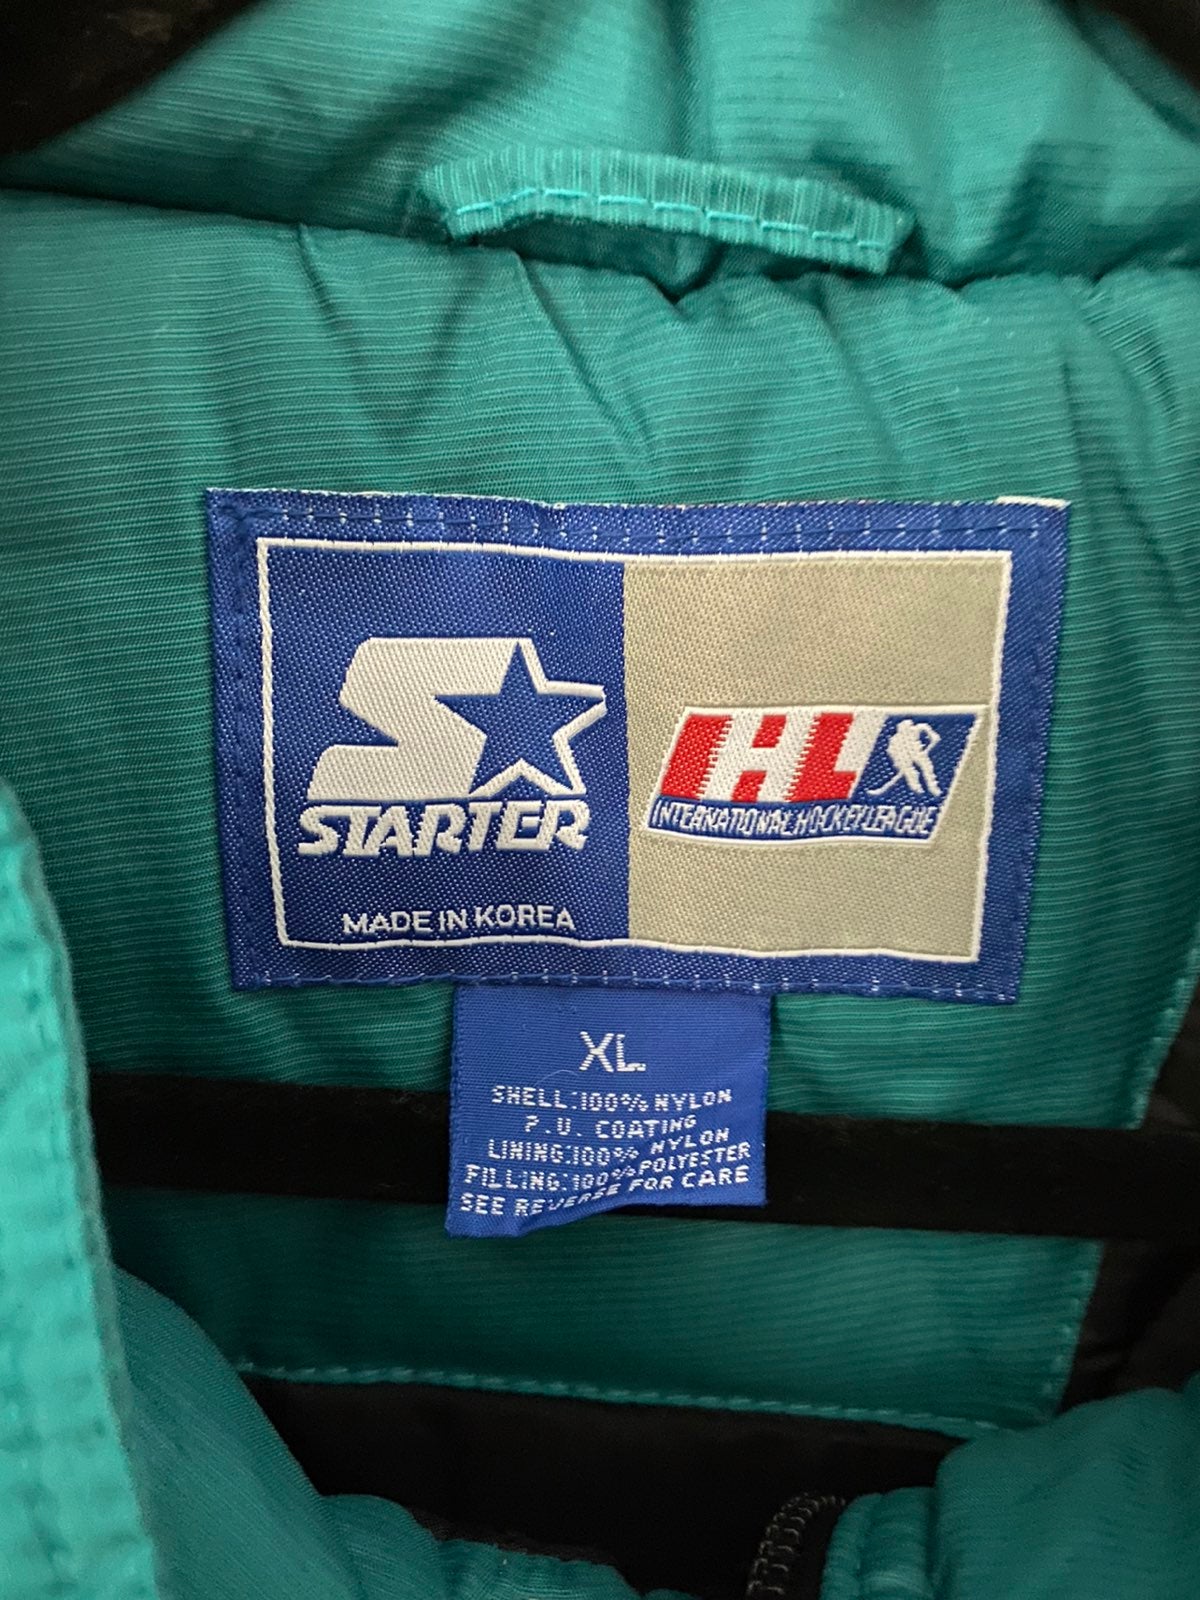 STARTER
MADE IN KOREA
IHL
INTERNATIONAL HOCKEY LEAGUE
XL
SHELL:100% NYLON
P.U. COATING
LINING:100% NYLON
FILLING:100% POLYESTER
SEE REVERSE FOR CARE